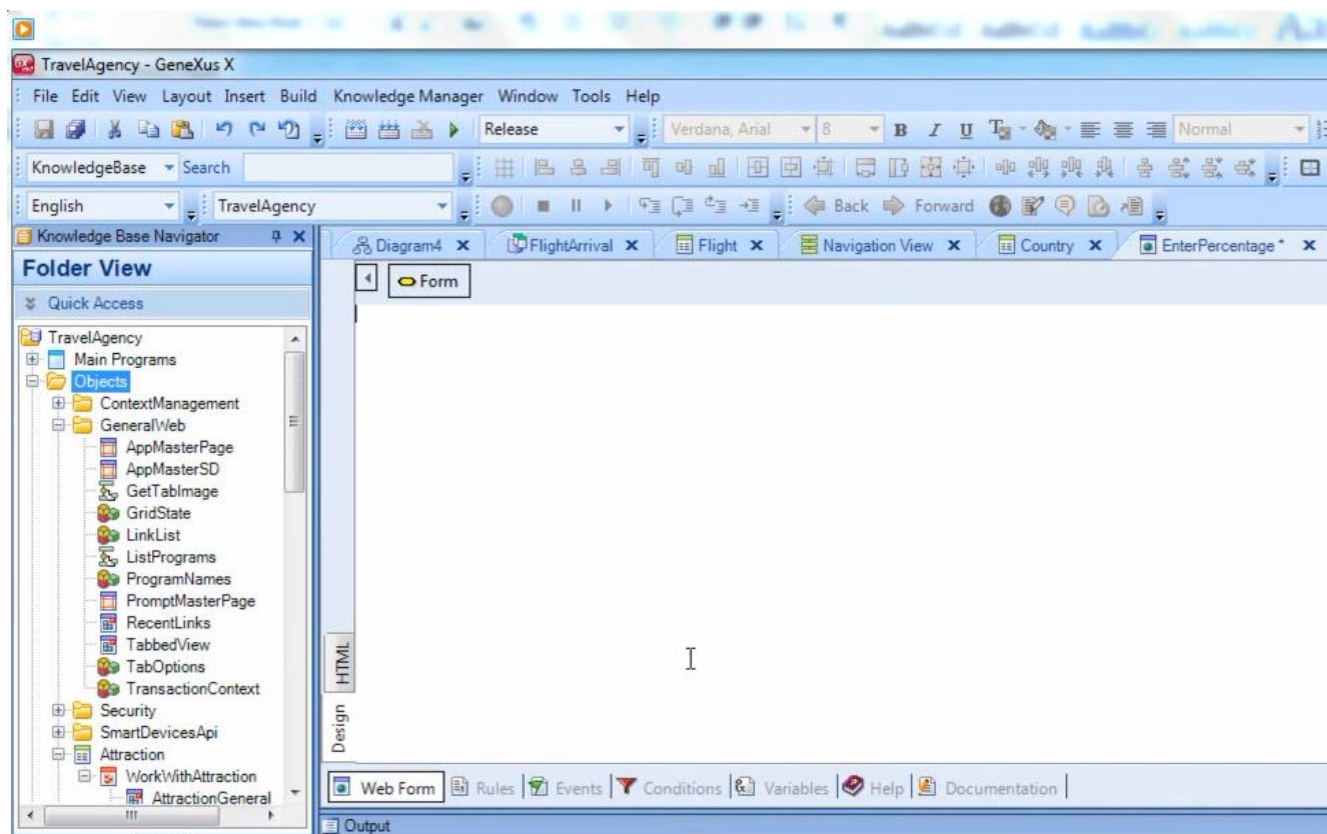 TravelAgency - GeneXus X
File Edit View Layout Insert Build Knowledge Manager Window Tools Help
Release Verdana, Arial 8 B I U Normal
KnowledgeBase Search
English TravelAgency Back Forward
Knowledge Base Navigator Diagram4 FlightArrival Flight Navigation View Country EnterPercentage *
Folder View
Form
Quick Access
TravelAgency
Main Programs
Objects
ContextManagement
GeneralWeb
AppMasterPage
AppMasterSD
GetTabImage
GridState
LinkList
ListPrograms
ProgramNames
PromptMasterPage
RecentLinks
TabbedView
TabOptions
TransactionContext
Security
SmartDevicesApi
Attraction
WorkWithAttraction
AttractionGeneral
HTML
Design
Web Form Rules Events Conditions Variables Help Documentation
Output